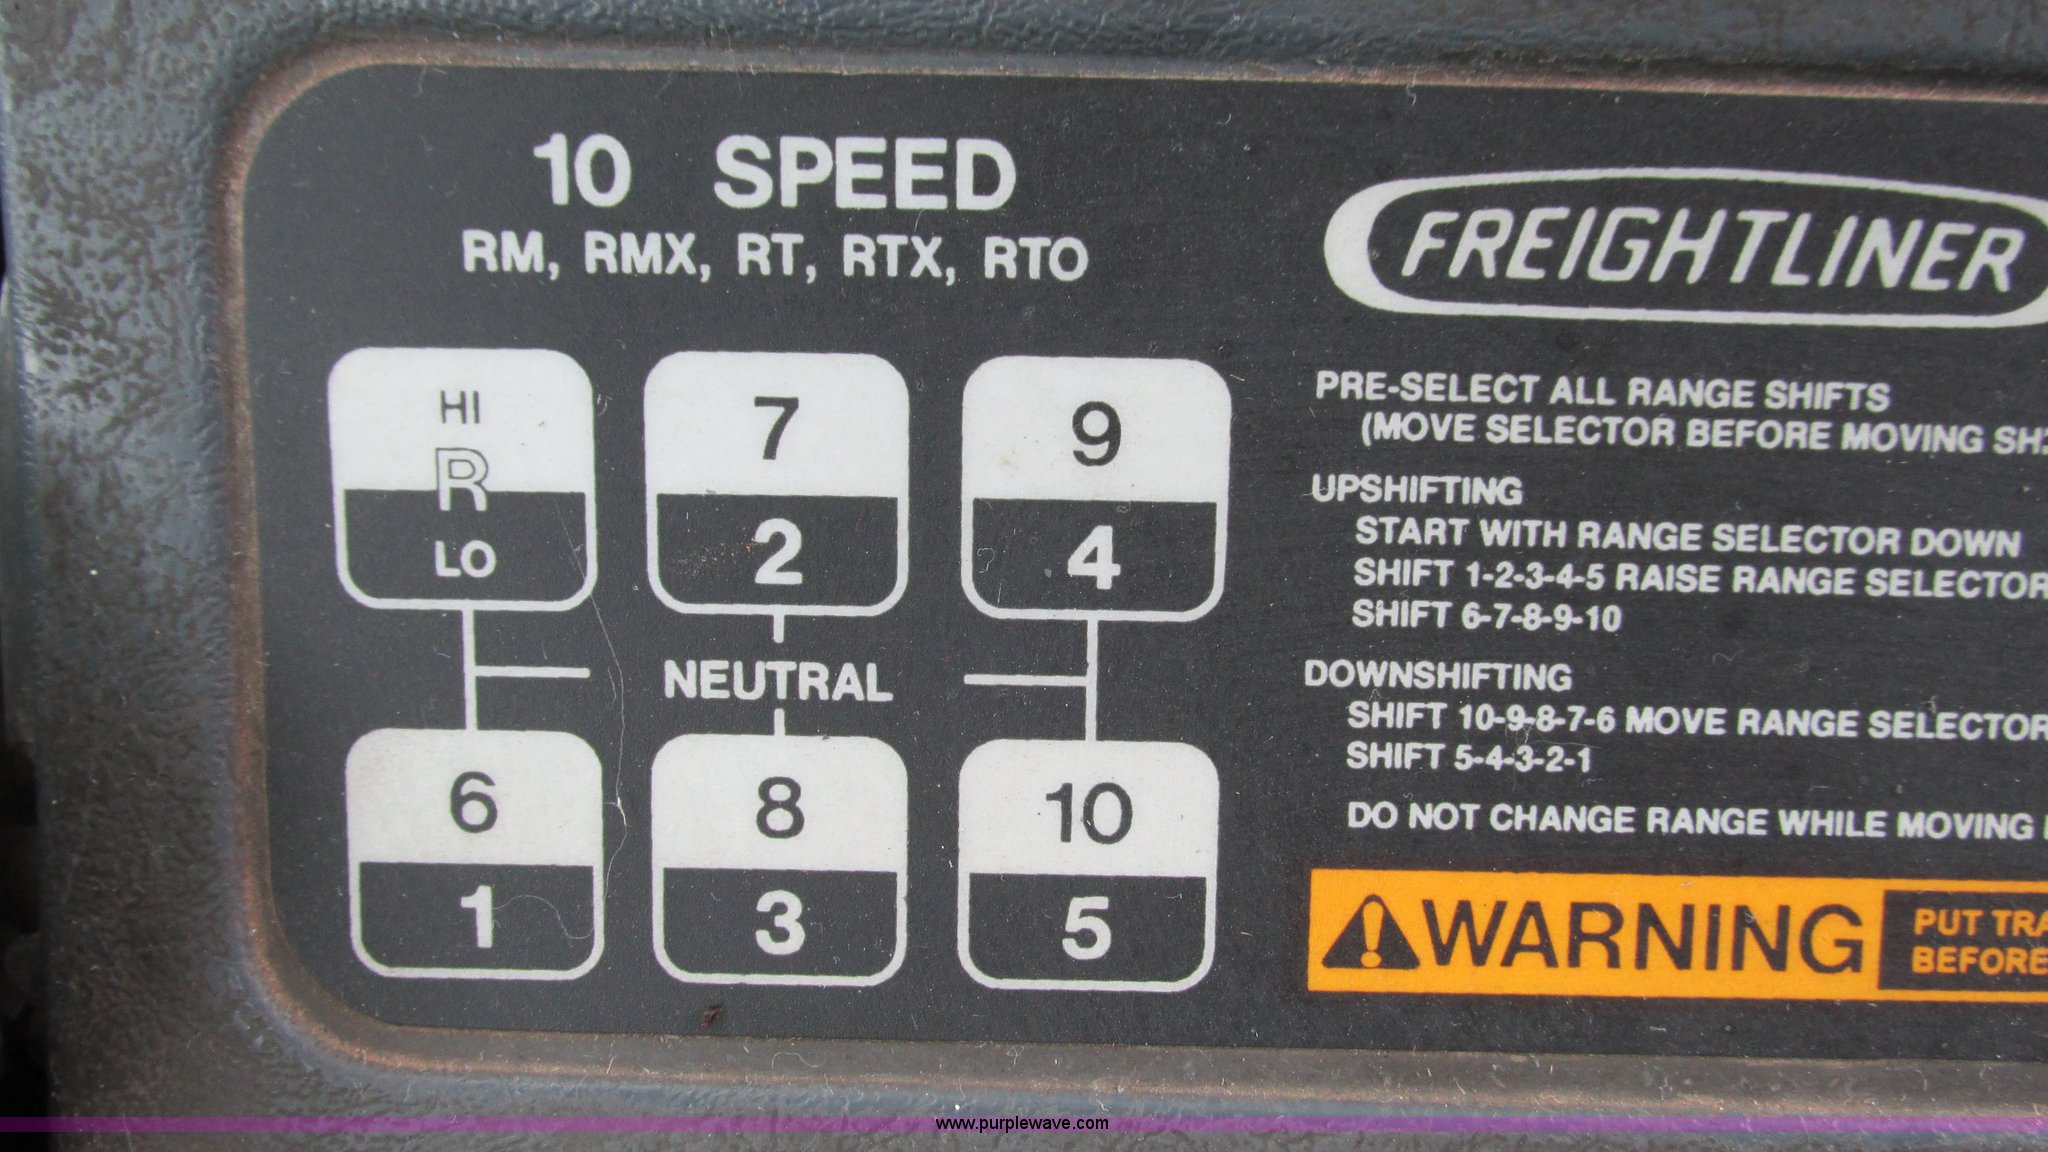 10 SPEED
RM, RMX, RT, RTX, RTO
HI
R
LO
7
2
9
4
NEUTRAL
6
1
8
3
10
5
FREIGHTLINER
PRE-SELECT ALL RANGE SHIFTS
(MOVE SELECTOR BEFORE MOVING
UPSHIFTING
START WITH RANGE SELECTOR DOWN
SHIFT 1-2-3-4-5 RAISE RANGE SELECTOR
SHIFT 6-7-8-9-10
DOWNSHIFTING
SHIFT 10-9-8-7-6 MOVE RANGE SELECTOR
SHIFT 5-4-3-2-1
DO NOT CHANGE RANGE WHILE MOVING
WARNING
PUT
BEFORE
www.purplewave.com